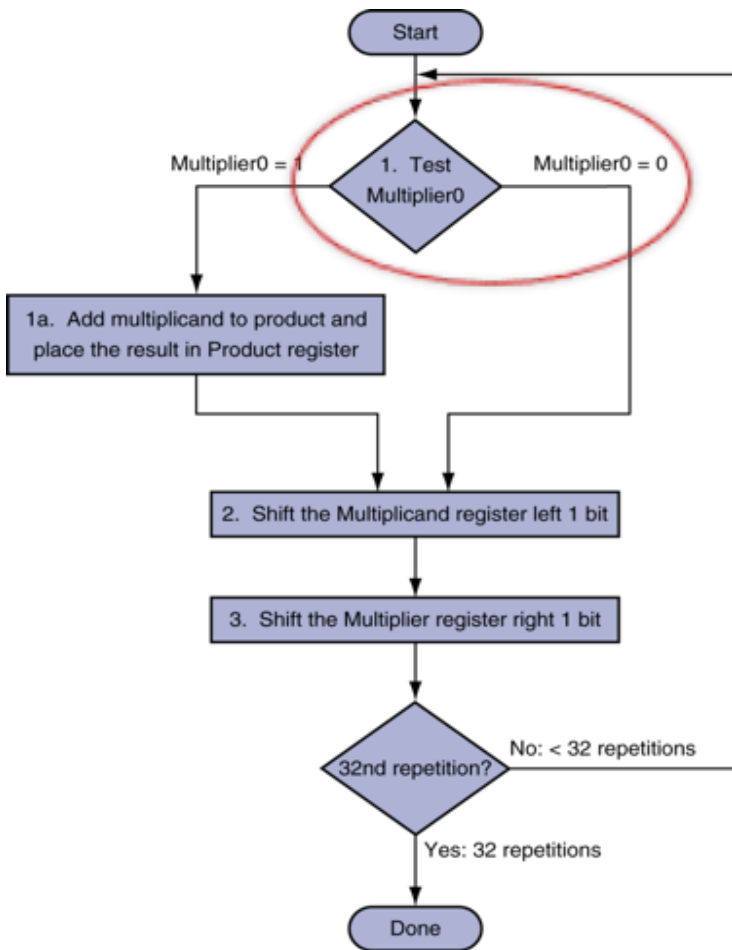 Start
Multiplier0 = 1
1. Test
Multiplier0
Multiplier0 = 0
1a. Add multiplicand to product and
place the result in Product register
2. Shift the Multiplicand register left 1 bit
3. Shift the Multiplier register right 1 bit
32nd repetition?
No: < 32 repetitions
Yes: 32 repetitions
Done